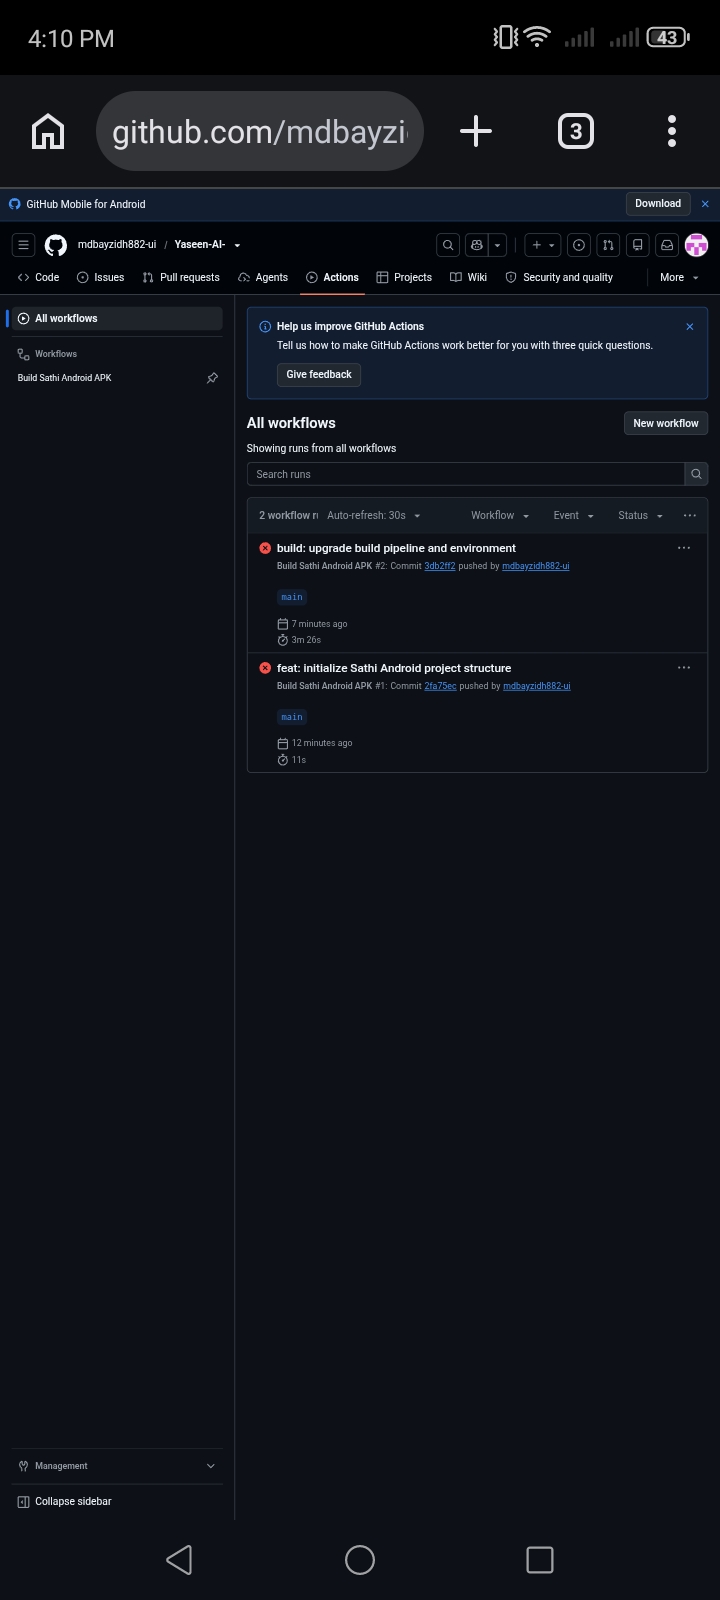 4:10 PM
43
github.com/mdbayzi
3
GitHub Mobile for Android
Download
mdbayzidh882-ui / Yaseen-AI-
Code
Issues
Pull requests
Agents
Actions
Projects
Wiki
Security and quality
More
All workflows
Workflows
Build Sathi Android APK
Help us improve GitHub Actions
Tell us how to make GitHub Actions work better for you with three quick questions.
Give feedback
All workflows
New workflow
Showing runs from all workflows
Search runs
2 workflow r
Auto-refresh: 30s
Workflow
Event
Status
build: upgrade build pipeline and environment
Build Sathi Android APK #2: Commit 3db2ff2 pushed by mdbayzidh882-ui
main
7 minutes ago
3m 26s
feat: initialize Sathi Android project structure
Build Sathi Android APK #1: Commit 2fa75ec pushed by mdbayzidh882-ui
main
12 minutes ago
11s
Management
Collapse sidebar